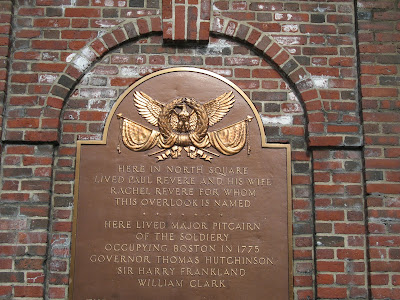 HERE IN NORTH SQUARE
LIVED PAUL REVERE AND HIS WIFE
RACHEL REVERE FOR WHOM
THIS OVERLOOK IS NAMED
HERE LIVED MAJOR PITCAIRN
OF THE SOLDIERY
OCCUPYING BOSTON IN 1775
GOVERNOR THOMAS HUTCHINSON
SIR HARRY FRANKLAND
WILLIAM CLARK